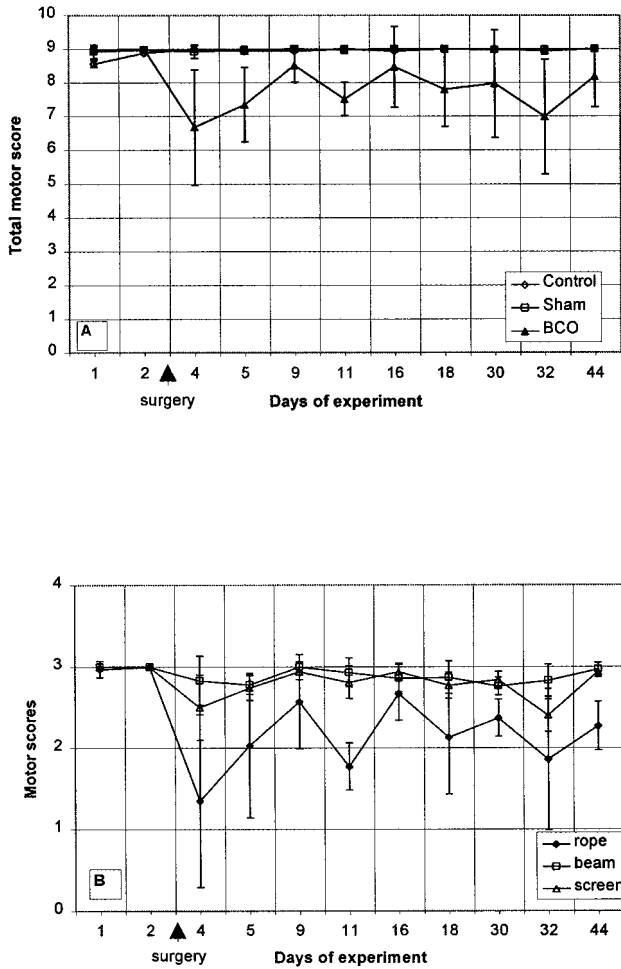 Total motor score
10
9
8
7
6
5
4
3
2
1
0
A
Control
Sham
BCO
1 2 4 5 9 11 16 18 30 32 44
surgery
Days of experiment
Motor scores
4
3
2
1
0
B
rope
beam
screen
1 2 4 5 9 11 16 18 30 32 44
surgery
Days of experiment